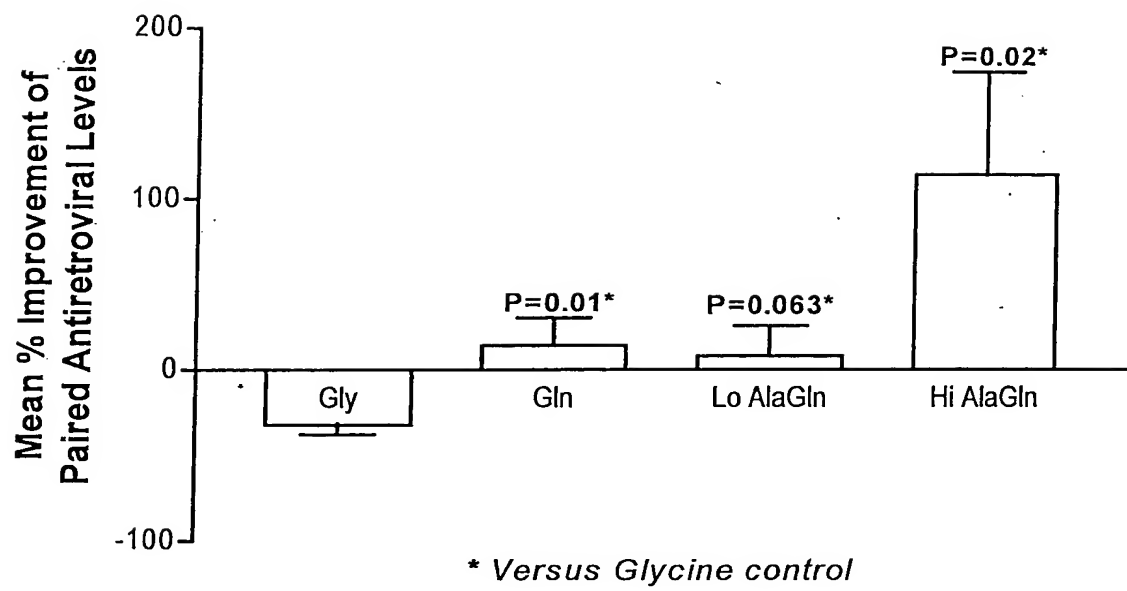 Mean % Improvement of
Paired Antiretroviral Levels
200
100
0
-100
P=0.02*
P=0.01*
P=0.063*
Gly
Gln
Lo AlaGln
Hi AlaGln
* Versus Glycine control